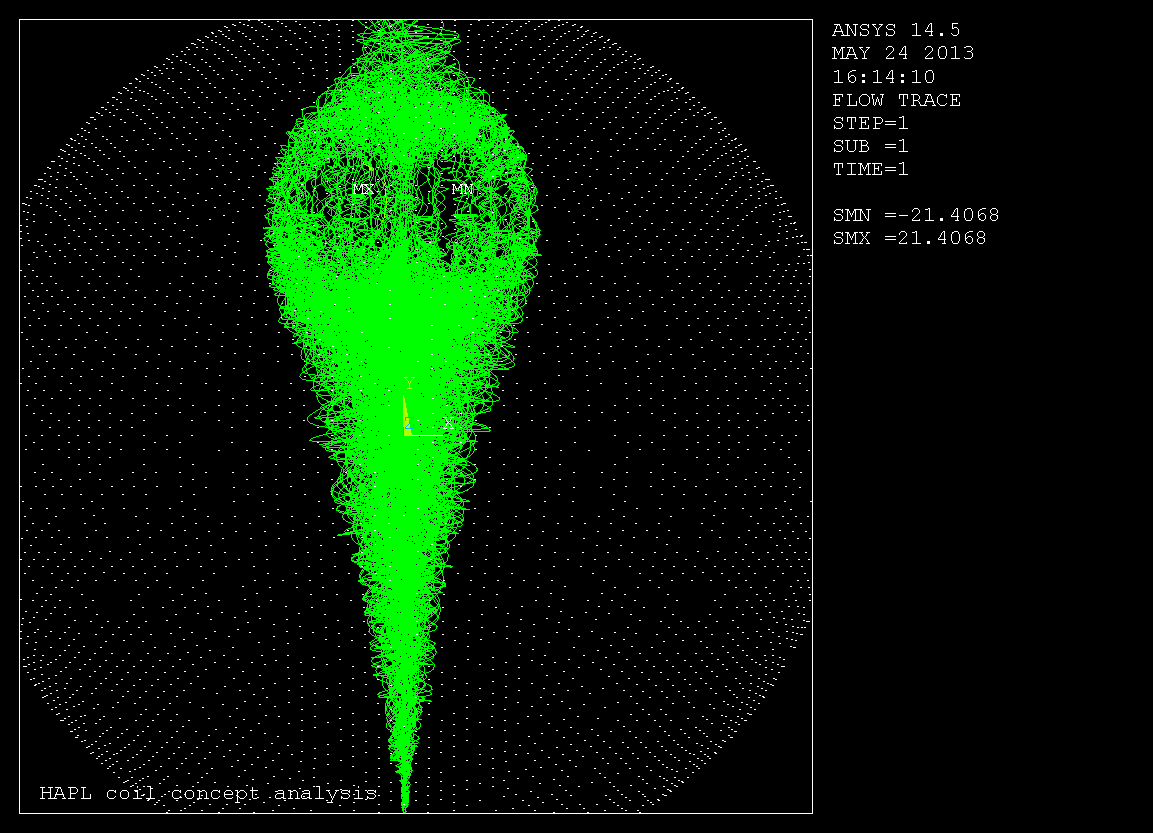 ANSYS 14.5
MAY 24 2013
16:14:10
FLOW TRACE
STEP=1
SUB =1
TIME=1
SMN =-21.4068
SMX =21.4068
MX
MN
Y
Z
X
HAPL coil concept analysis